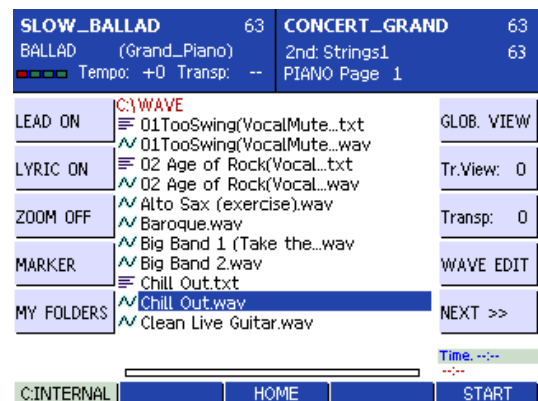 SLOW_BALLAD 63 CONCERT_GRAND 63
BALLAD (Grand_Piano) 2nd: Strings1 63
Tempo: +0 Transp: -- PIANO Page 1
C:\WAVE
LEAD ON
01TooSwing(VocalMute...txt
GLOB. VIEW
01TooSwing(VocalMute...wav
LYRIC ON
02 Age of Rock(Vocal...txt
Tr.View: 0
02 Age of Rock(Vocal...wav
Alto Sax (exercise).wav
ZOOM OFF
Baroque.wav
Transp: 0
Big Band 1 (Take the...wav
MARKER
Big Band 2.wav
WAVE EDIT
Chill Out.txt
MY FOLDERS
Chill Out.wav
NEXT >>
Clean Live Guitar.wav
Time. --:--
--:--
C:INTERNAL HOME START